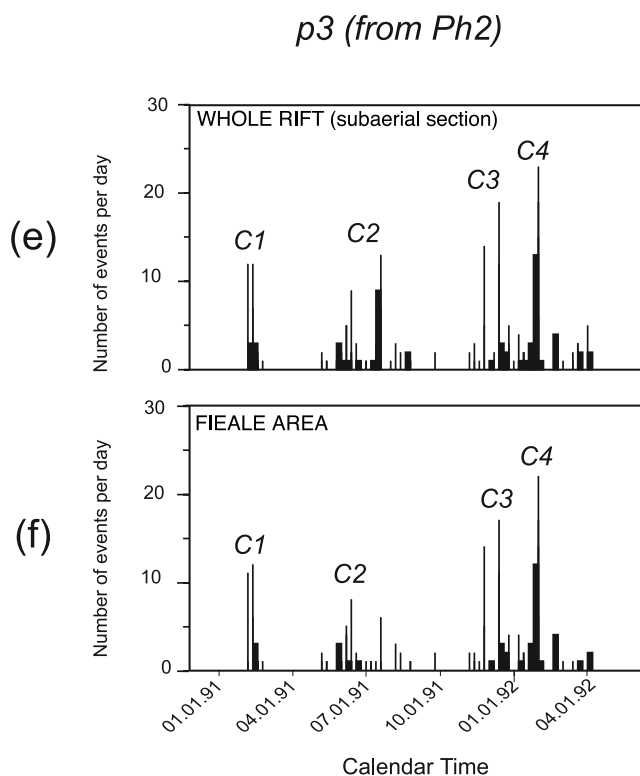 p3 (from Ph2)
(e)
Number of events per day
30
20
10
0
WHOLE RIFT (subaerial section)
C1
C2
C3
C4
(f)
Number of events per day
30
20
10
0
FIEALE AREA
C1
C2
C3
C4
01.01.91
04.01.91
07.01.91
10.01.91
01.01.92
04.01.92
Calendar Time